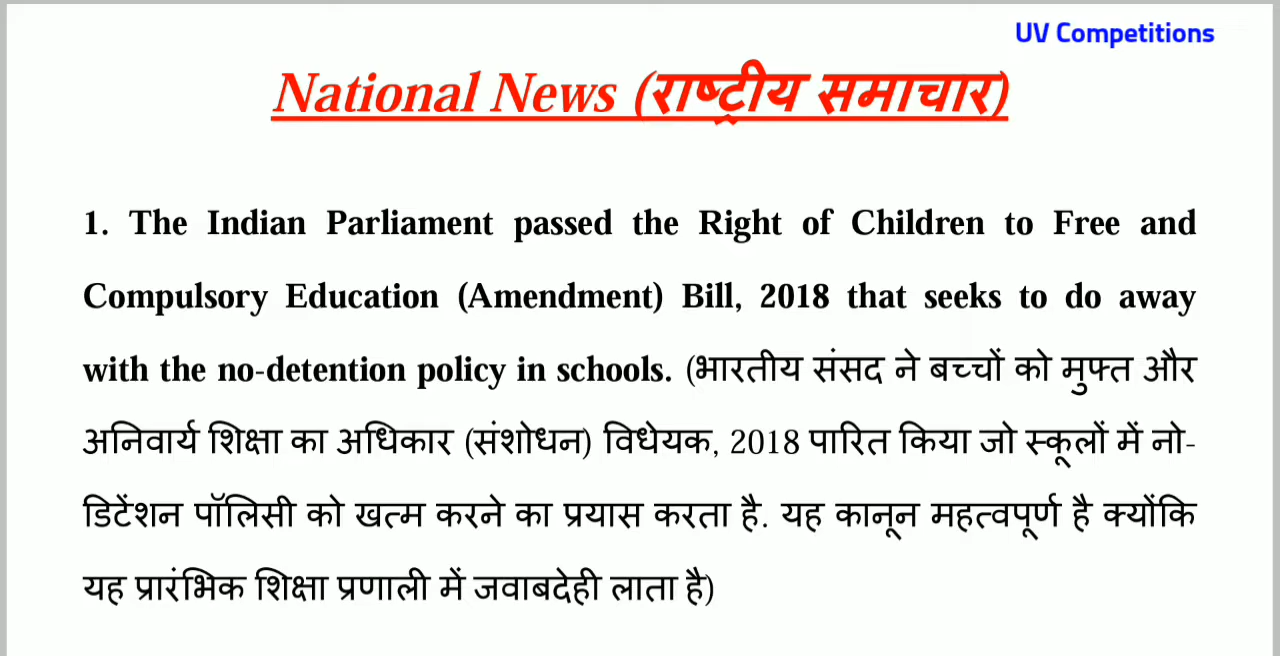 UV Competitions
National News (राष्ट्रीय समाचार)
1. The Indian Parliament passed the Right of Children to Free and
Compulsory Education (Amendment) Bill, 2018 that seeks to do away
with the no-detention policy in schools. (भारतीय संसद ने बच्चों को मुफ्त और
अनिवार्य शिक्षा का अधिकार (संशोधन) विधेयक, 2018 पारित किया जो स्कूलों में नो-
डिटेंशन पॉलिसी को खत्म करने का प्रयास करता है. यह कानून महत्वपूर्ण है क्योंकि
यह प्रारंभिक शिक्षा प्रणाली में जवाबदेही लाता है)